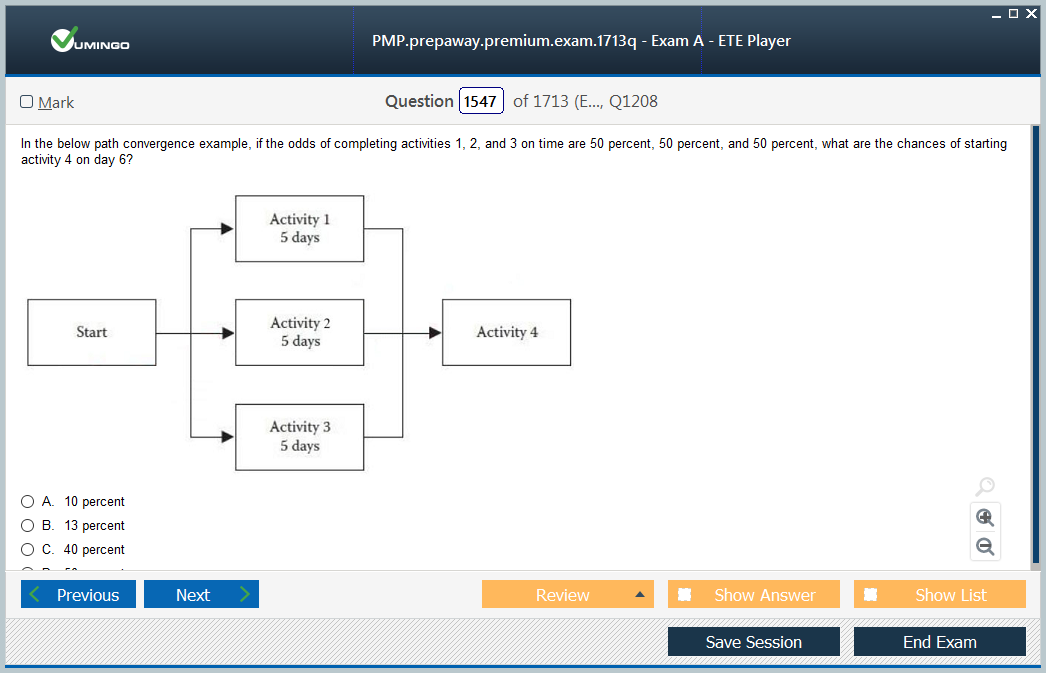 VUMINGO
PMP.prepaway.premium.exam.1713q - Exam A - ETE Player
Mark
Question 1547 of 1713 (E..., Q1208
In the below path convergence example, if the odds of completing activities 1, 2, and 3 on time are 50 percent, 50 percent, and 50 percent, what are the chances of starting
activity 4 on day 6?
Activity 1
5 days
Start
Activity 2
5 days
Activity 4
Activity 3
5 days
A. 10 percent
B. 13 percent
C. 40 percent
Previous
Next
Review
Show Answer
Show List
Save Session
End Exam